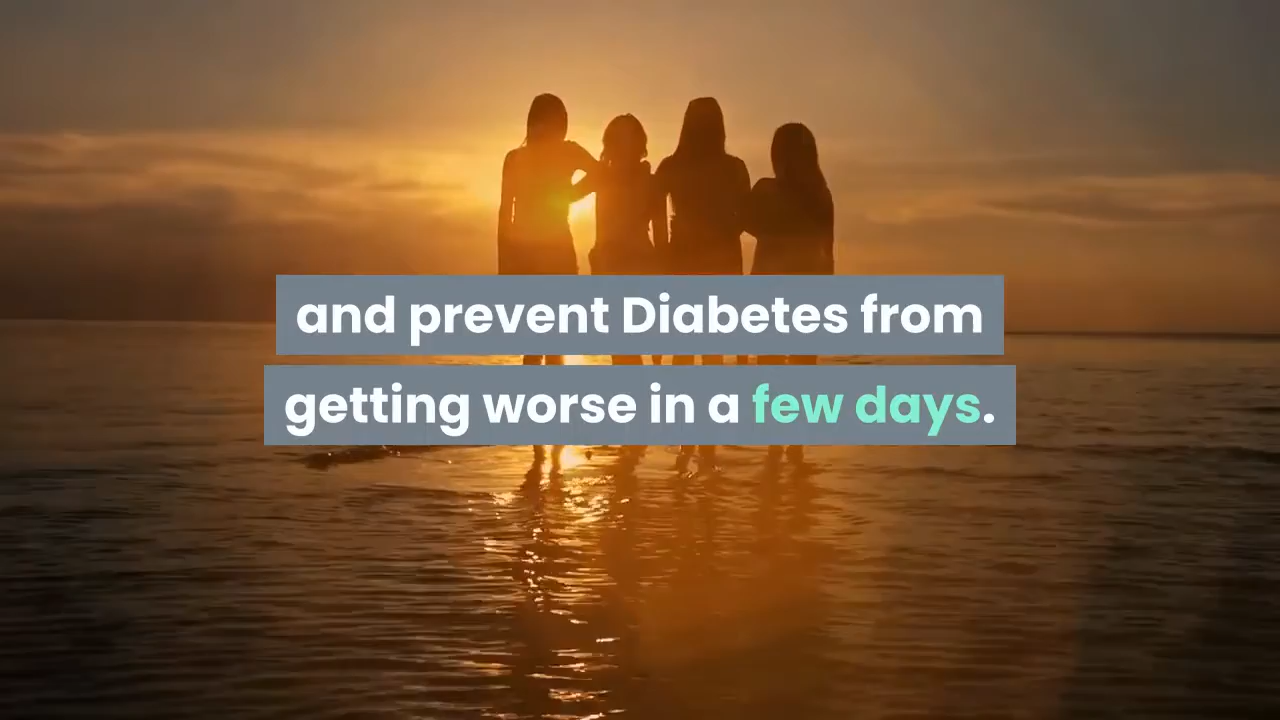 and prevent Diabetes from
getting worse in a few days.